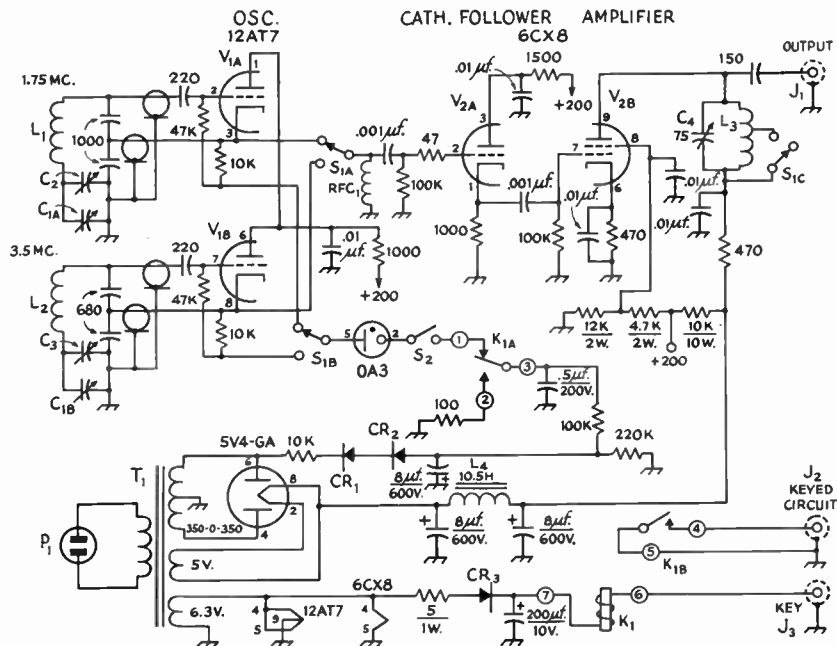 OSC. CATH. FOLLOWER AMPLIFIER
12AT7 6CX8
V1A 1500 150 OUTPUT
1.75 MC. 220 1 .01 µf. V2A +200 V2B J1
2 3 9 C4 75 L3
L1 1000 47K 3 .001µf. 47 2 7 8 S1C
10K S1A 1 .001µf. 6
C2 RFC1 100K .01µf. .01µf. .01µf.
C1A 1000 100K 470
V1B
3.5 MC. 220 6 .01 µf. 1000 470
7 +200
L2 680 47K 8 12K 2W. 4.7K 2W. 10K 10W.
10K S1B 5 2 S2 1 K1A +200
C3 0A3 3
C1B 2 .5µf. 200V.
100
5V4-GA 10K CR2 100K 220K
T1 6 8 CR1 8µf. 600V. L4 10.5H
P1 350-0-350 4 2 J2 KEYED CIRCUIT
5V. + 8µf. 600V. + 8µf. 600V. 4
5 K1B
6.3V. 4 9 5 12AT7 6CX8 4 5 5 1W. CR3 7 6 KEY
+ 200µf. 10V. K1 J3